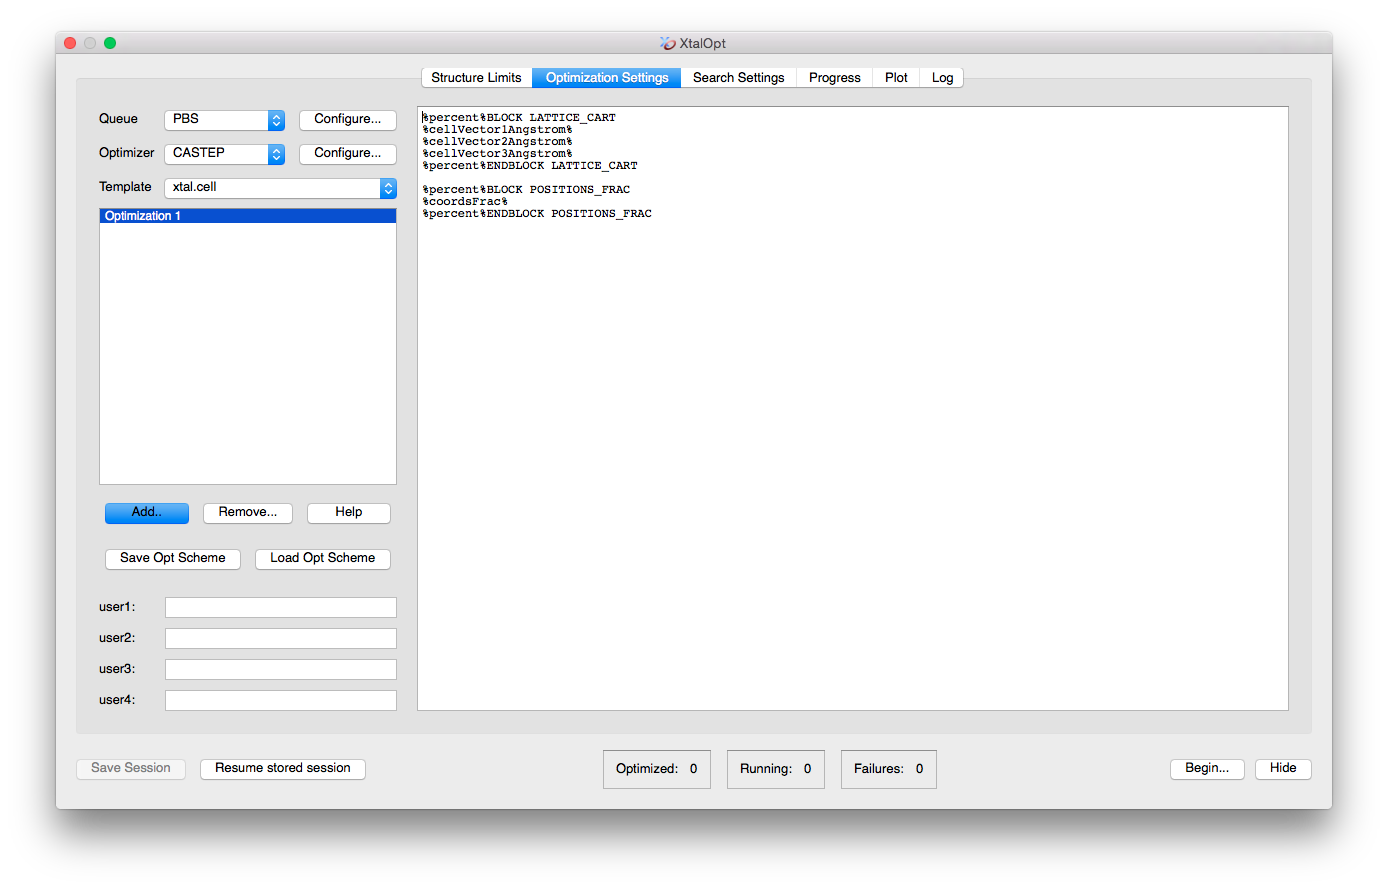 XtalOpt
Structure Limits Optimization Settings Search Settings Progress Plot Log
Queue PBS Configure...
Optimizer CASTEP Configure...
Template xtal.cell
Optimization 1
Add.. Remove... Help
Save Opt Scheme Load Opt Scheme
user1:
user2:
user3:
user4:
%percent%BLOCK LATTICE_CART
%cellVector1Angstrom%
%cellVector2Angstrom%
%cellVector3Angstrom%
%percent%ENDBLOCK LATTICE_CART
%percent%BLOCK POSITIONS_FRAC
%coordsFrac%
%percent%ENDBLOCK POSITIONS_FRAC
Save Session Resume stored session Optimized: 0 Running: 0 Failures: 0 Begin... Hide